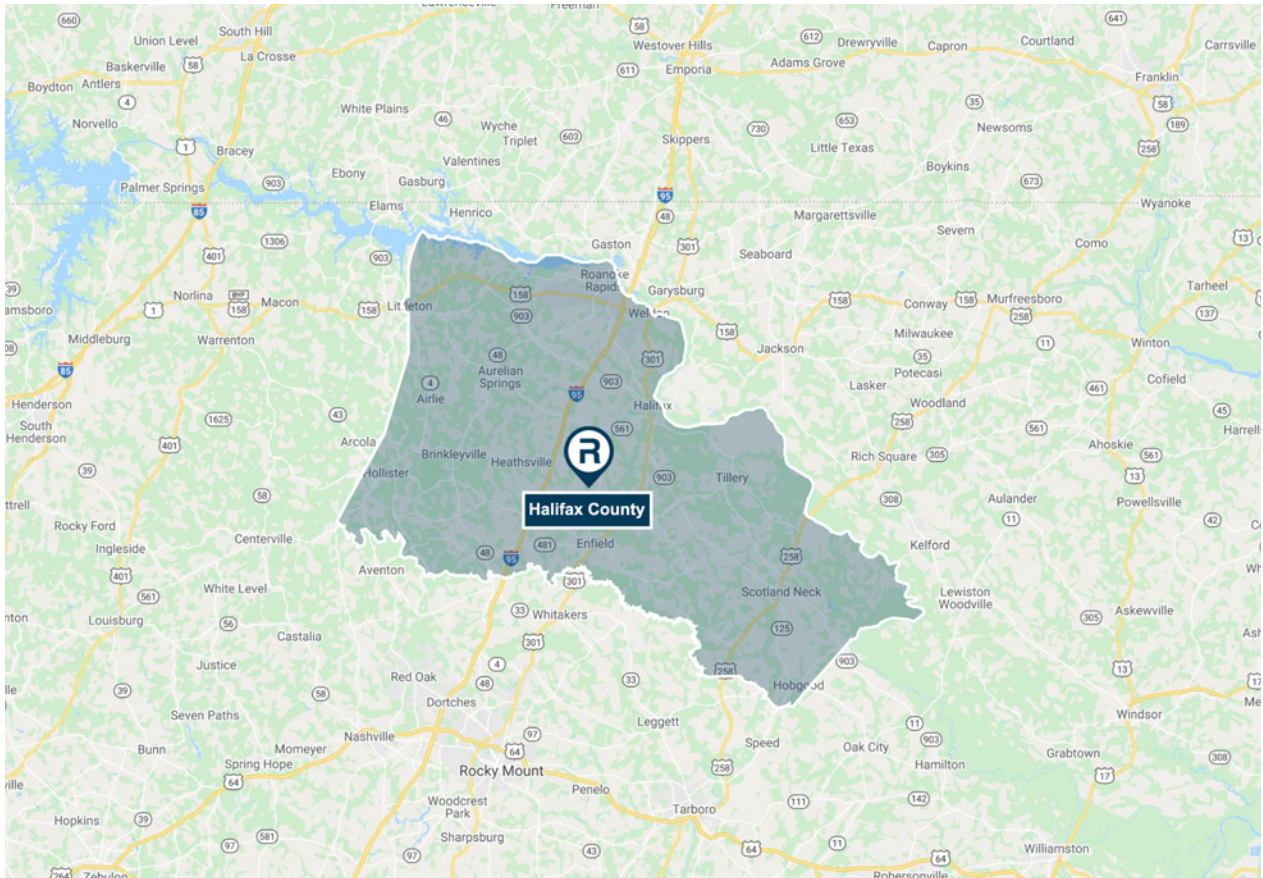 Lawrenceville
Freeman
660
58
641
South Hill
Union Level
612
Drewryville
Courtland
Westover Hills
Capron
Carrsville
La Crosse
58
Baskerville
611
Emporia
Adams Grove
Franklin
Boydton
Antlers
4
White Plains
35
58
Norvello
46
Wyche
653
Newsoms
189
Triplet
603
730
Skippers
Little Texas
258
1
Bracey
Valentines
Boykins
Ebony
Gasburg
673
Palmer Springs
903
95
Wyanoke
85
Elams
Henrico
48
Margarettsville
Severn
13
1306
Gaston
301
Como
401
903
Seaboard
Roanoke
Rapids
39
Norlina
BYP
158
Macon
158
Littleton
158
Garysburg
158
Conway
158
Murfreesboro
Tarheel
1
903
Weldon
258
137
Middleburg
Warrenton
158
Milwaukee
11
Winton
48
301
Jackson
35
Potecasi
85
Aurelian
Springs
903
Lasker
461
Cofield
4
Airlie
95
Woodland
Henderson
Halifax
258
45
South
Henderson
1625
43
561
561
Ahoskie
401
Arcola
R
Rich Square
305
561
39
Brinkleyville
Heathsville
903
Tillery
13
Hollister
308
Aulander
Powellsville
58
Halifax County
11
42
Rocky Ford
Centerville
Kelford
Ingleside
48
481
Enfield
258
401
Aventon
95
301
White Level
Scotland Neck
Lewiston
Woodville
561
33
Whitakers
305
Askewville
Louisburg
56
125
Castalia
301
903
13
Justice
4
258
17
Red Oak
48
33
Hobgood
39
58
Dortches
Leggett
11
Windsor
Seven Paths
97
Speed
903
Bunn
Momeyer
Nashville
64
Oak City
Grabtown
308
Spring Hope
Rocky Mount
258
Hamilton
17
64
Penelo
111
142
Woodcrest
Park
Tarboro
Hopkins
39
581
Sharpsburg
11
97
97
43
64
64
Williamston
264
Zebulon
Robersonville